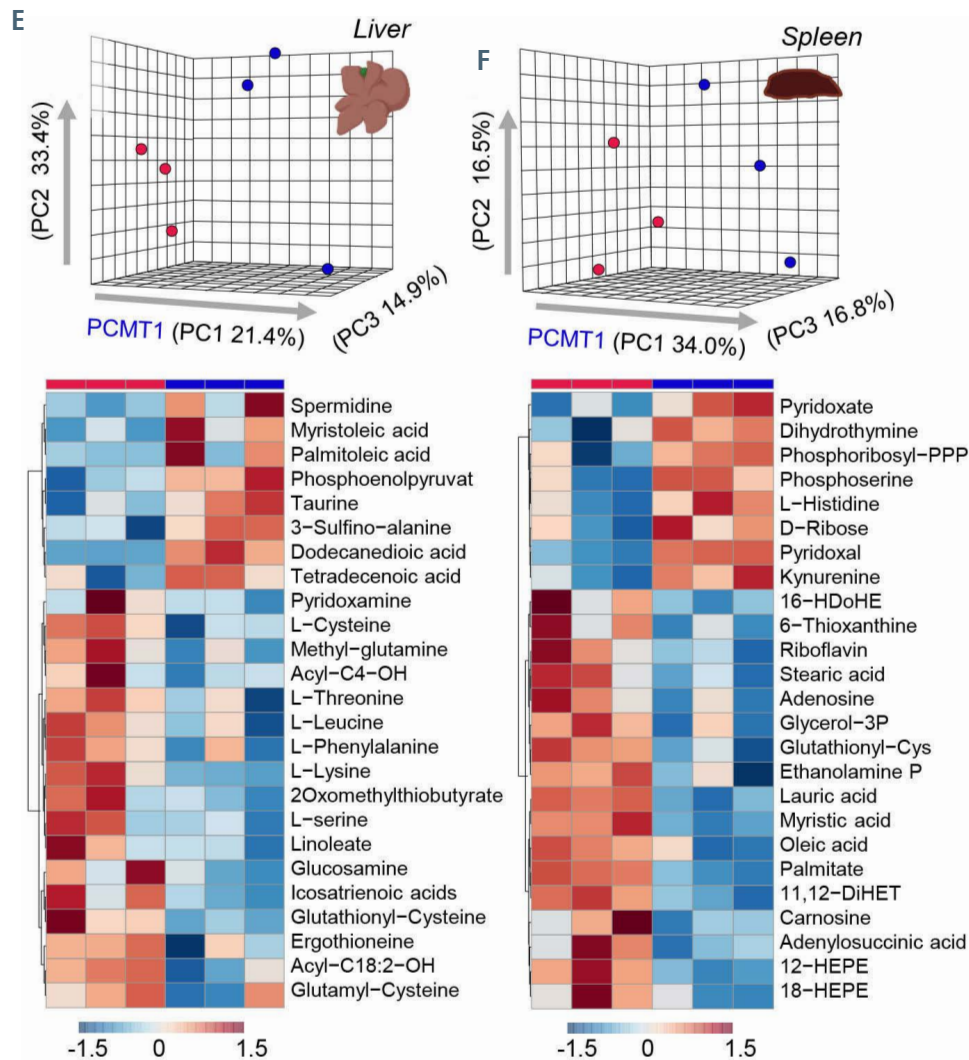 E
Liver
(PC2 33.4%)
PCMT1 (PC1 21.4%)
(PC3 14.9%)
Spermidine
Myristoleic acid
Palmitoleic acid
Phosphoenolpyruvat
Taurine
3-Sulfino-alanine
Dodecanedioic acid
Tetradecenoic acid
Pyridoxamine
L-Cysteine
Methyl-glutamine
Acyl-C4-OH
L-Threonine
L-Leucine
L-Phenylalanine
L-Lysine
2Oxomethylthiobutyrate
L-serine
Linoleate
Glucosamine
Icosatrienoic acids
Glutathionyl-Cysteine
Ergothioneine
Acyl-C18:2-OH
Glutamyl-Cysteine
-1.5 0 1.5
F
Spleen
(PC2 16.5%)
PCMT1 (PC1 34.0%)
(PC3 16.8%)
Pyridoxate
Dihydrothymine
Phosphoribosyl-PPP
Phosphoserine
L-Histidine
D-Ribose
Pyridoxal
Kynurenine
16-HDoHE
6-Thioxanthine
Riboflavin
Stearic acid
Adenosine
Glycerol-3P
Glutathionyl-Cys
Ethanolamine P
Lauric acid
Myristic acid
Oleic acid
Palmitate
11,12-DiHET
Carnosine
Adenylosuccinic acid
12-HEPE
18-HEPE
-1.5 0 1.5